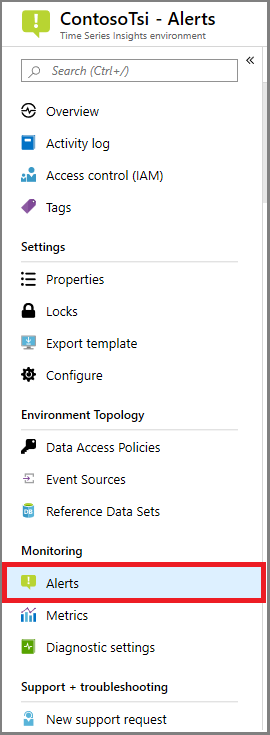 ContosoTsi - Alerts
Time Series Insights environment
Search (Ctrl+/)
«
Overview
Activity log
Access control (IAM)
Tags
Settings
Properties
Locks
Export template
Configure
Environment Topology
Data Access Policies
Event Sources
Reference Data Sets
Monitoring
Alerts
Metrics
Diagnostic settings
Support + troubleshooting
New support request